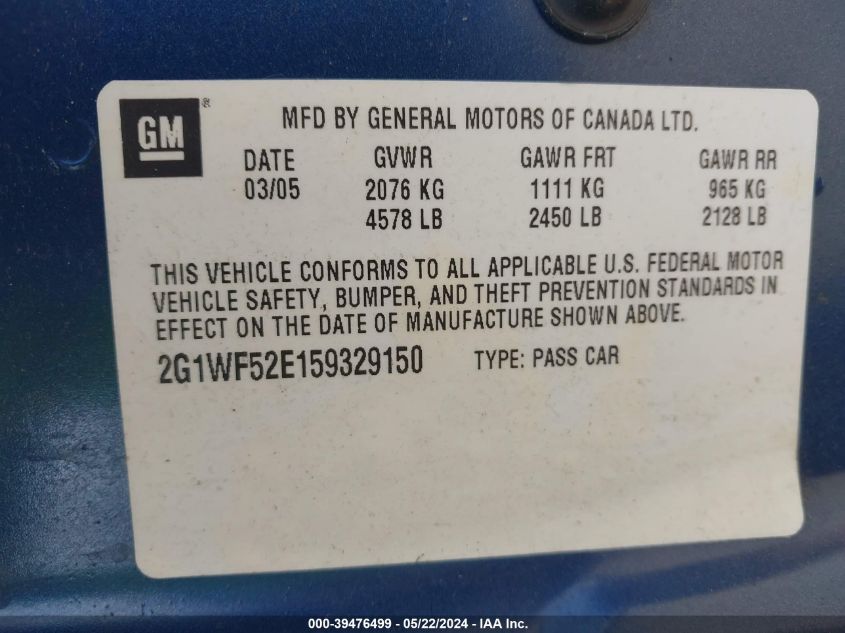 GM ®
MFD BY GENERAL MOTORS OF CANADA LTD.
DATE GVWR GAWR FRT GAWR RR
03/05 2076 KG 1111 KG 965 KG
4578 LB 2450 LB 2128 LB
THIS VEHICLE CONFORMS TO ALL APPLICABLE U.S. FEDERAL MOTOR
VEHICLE SAFETY, BUMPER, AND THEFT PREVENTION STANDARDS IN
EFFECT ON THE DATE OF MANUFACTURE SHOWN ABOVE.
2G1WF52E159329150 TYPE: PASS CAR
000-39476499 - 05/22/2024 - IAA Inc.